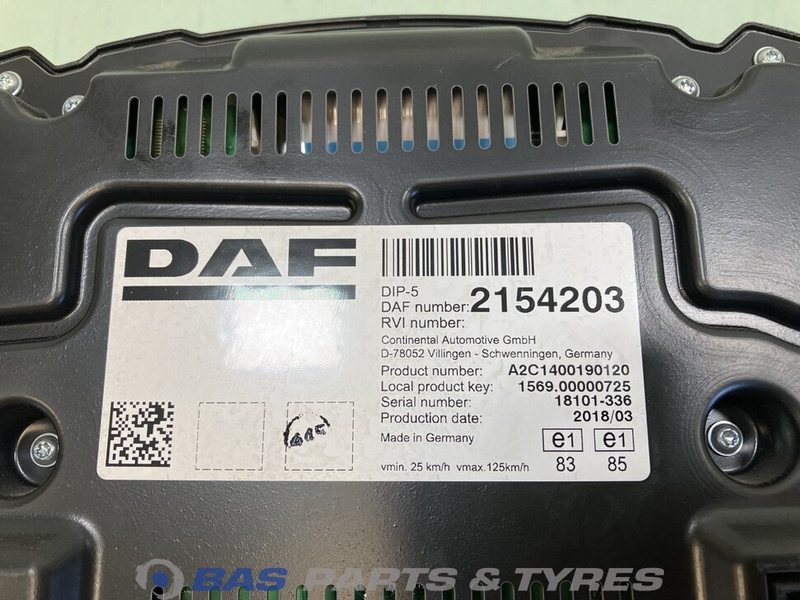 DAF
DIP-5
DAF number: 2154203
RVI number:
Continental Automotive GmbH
D-78052 Villingen - Schwenningen, Germany
Product number: A2C1400190120
Local product key: 1569.00000725
Serial number: 18101-336
Production date: 2018/03
Made in Germany
e1 e1
83 85
vmin. 25 km/h vmax.125km/h
BAS PARTS & TYRES